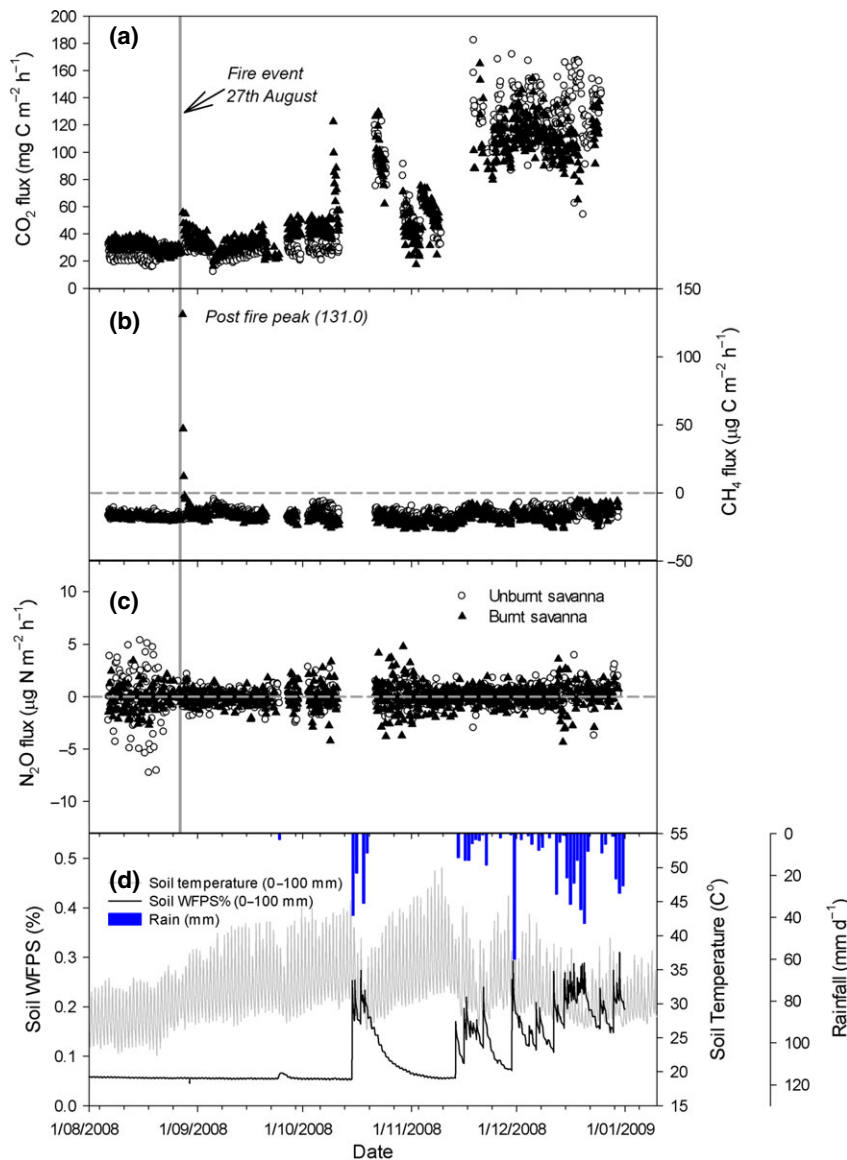 (a)
200
180
160
140
120
100
80
60
40
20
0
CO₂ flux (mg C m⁻² h⁻¹)
Fire event
27th August
(b)
Post fire peak (131.0)
150
100
50
0
−50
CH₄ flux (µg C m⁻² h⁻¹)
(c)
10
5
0
−5
−10
N₂O flux (µg N m⁻² h⁻¹)
Unburnt savanna
Burnt savanna
(d)
0.5
0.4
0.3
0.2
0.1
0.0
Soil WFPS (%)
Soil temperature (0–100 mm)
Soil WFPS% (0–100 mm)
Rain (mm)
55
50
45
40
35
30
25
20
15
Soil Temperature (C°)
0
20
40
60
80
100
120
Rainfall (mm d⁻¹)
1/08/2008
1/09/2008
1/10/2008
1/11/2008
1/12/2008
1/01/2009
Date